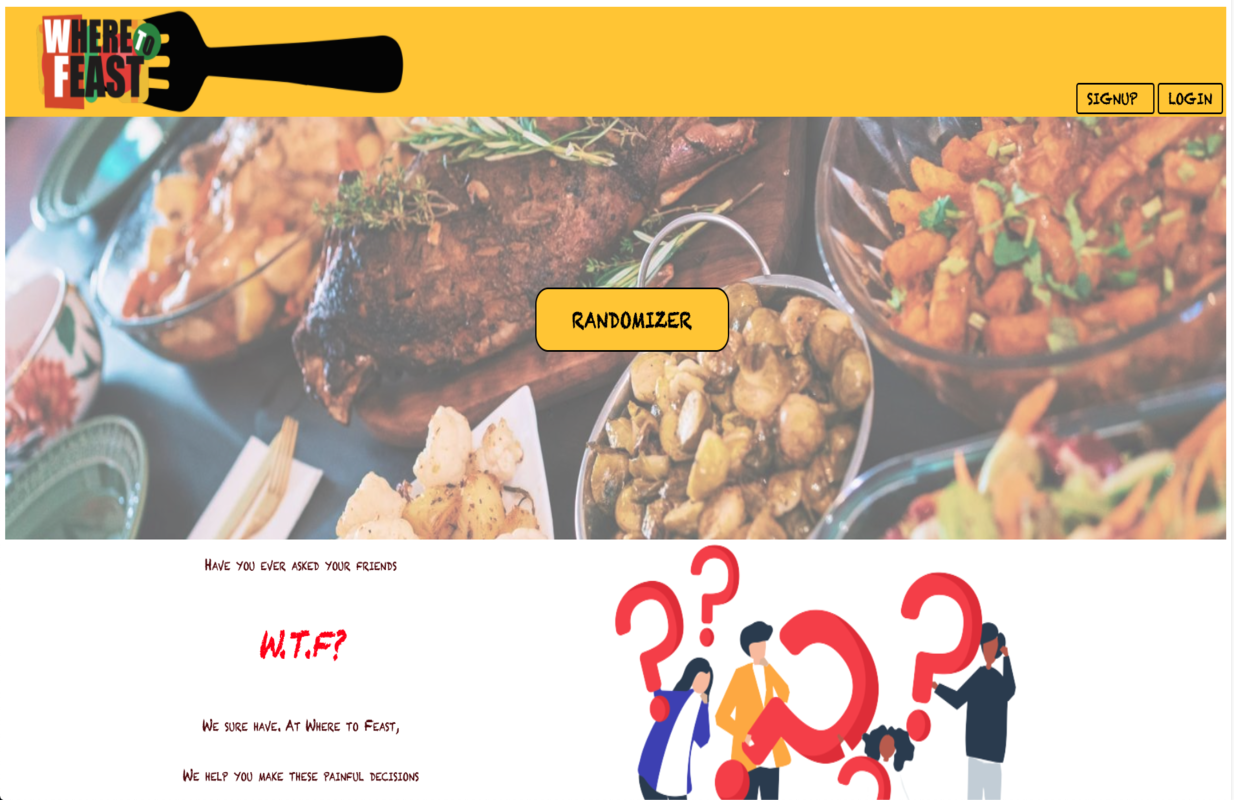 WHERE TO
FEAST
SIGNUP
LOGIN
RANDOMIZER
HAVE YOU EVER ASKED YOUR FRIENDS
W.T.F?
WE SURE HAVE. AT WHERE TO FEAST,
WE HELP YOU MAKE THESE PAINFUL DECISIONS